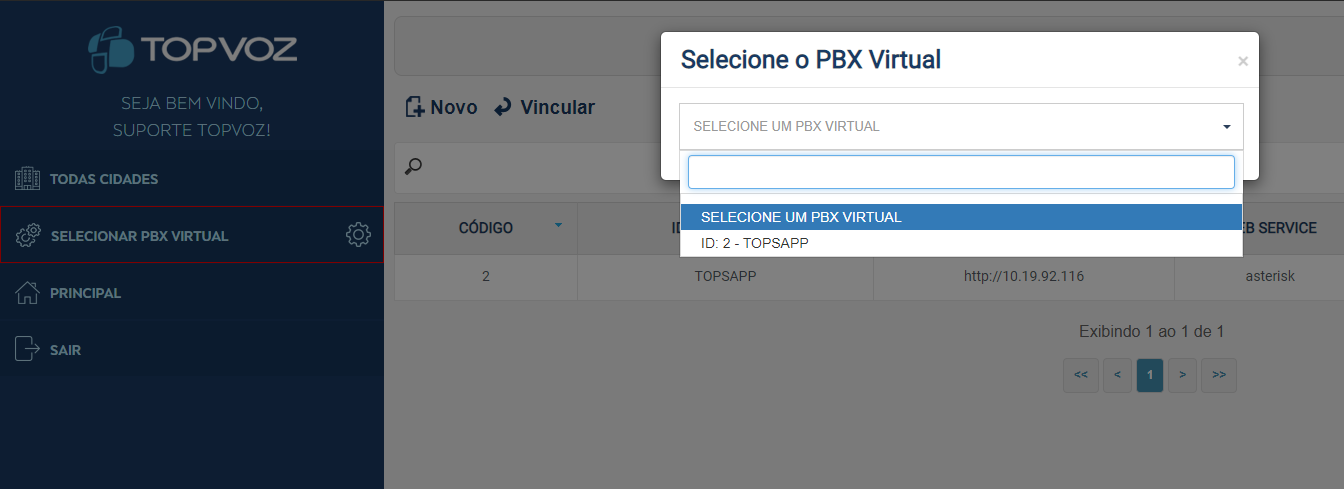 TOPVOZ
SEJA BEM VINDO,
SUPORTE TOPVOZ!
TODAS CIDADES
SELECIONAR PBX VIRTUAL
PRINCIPAL
SAIR
Selecione o PBX Virtual
×
Novo Vincular
SELECIONE UM PBX VIRTUAL
SELECIONE UM PBX VIRTUAL
ID: 2 - TOPSAPP
CÓDIGO SERVICE
2 TOPSAPP http://10.19.92.116 asterisk
Exibindo 1 ao 1 de 1
<< < 1 > >>